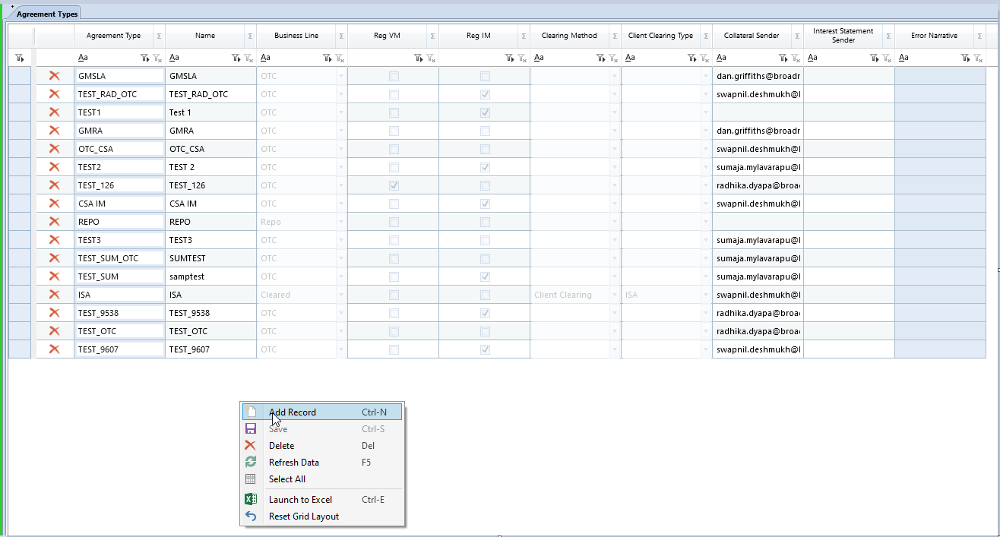 Agreement Types
Agreement Type Σ Name Σ Business Line Σ Reg VM Σ Reg IM Σ Clearing Method Σ Client Clearing Type Σ Collateral Sender Σ Interest Statement Sender Σ Error Narrative Σ
Aa Aa Aa Aa Aa Aa Aa Aa
GMSLA GMSLA OTC dan.griffiths@broadr
TEST_RAD_OTC TEST_RAD_OTC OTC swapnil.deshmukh@
TEST1 Test 1 OTC
GMRA GMRA OTC dan.griffiths@broadr
OTC_CSA OTC_CSA OTC swapnil.deshmukh@
TEST2 TEST 2 OTC sumaja.mylavarapu@
TEST_126 TEST_126 OTC radhika.dyapa@broa
CSA IM CSA IM OTC swapnil.deshmukh@
REPO REPO Repo
TEST3 TEST3 OTC sumaja.mylavarapu@
TEST_SUM_OTC SUMTEST OTC sumaja.mylavarapu@
TEST_SUM samptest OTC sumaja.mylavarapu@
ISA ISA Cleared Client Clearing ISA swapnil.deshmukh@
TEST_9538 TEST_9538 OTC radhika.dyapa@broa
TEST_OTC TEST_OTC OTC radhika.dyapa@broa
TEST_9607 TEST_9607 OTC swapnil.deshmukh@
Add Record Ctrl-N
Save Ctrl-S
Delete Del
Refresh Data F5
Select All
Launch to Excel Ctrl-E
Reset Grid Layout